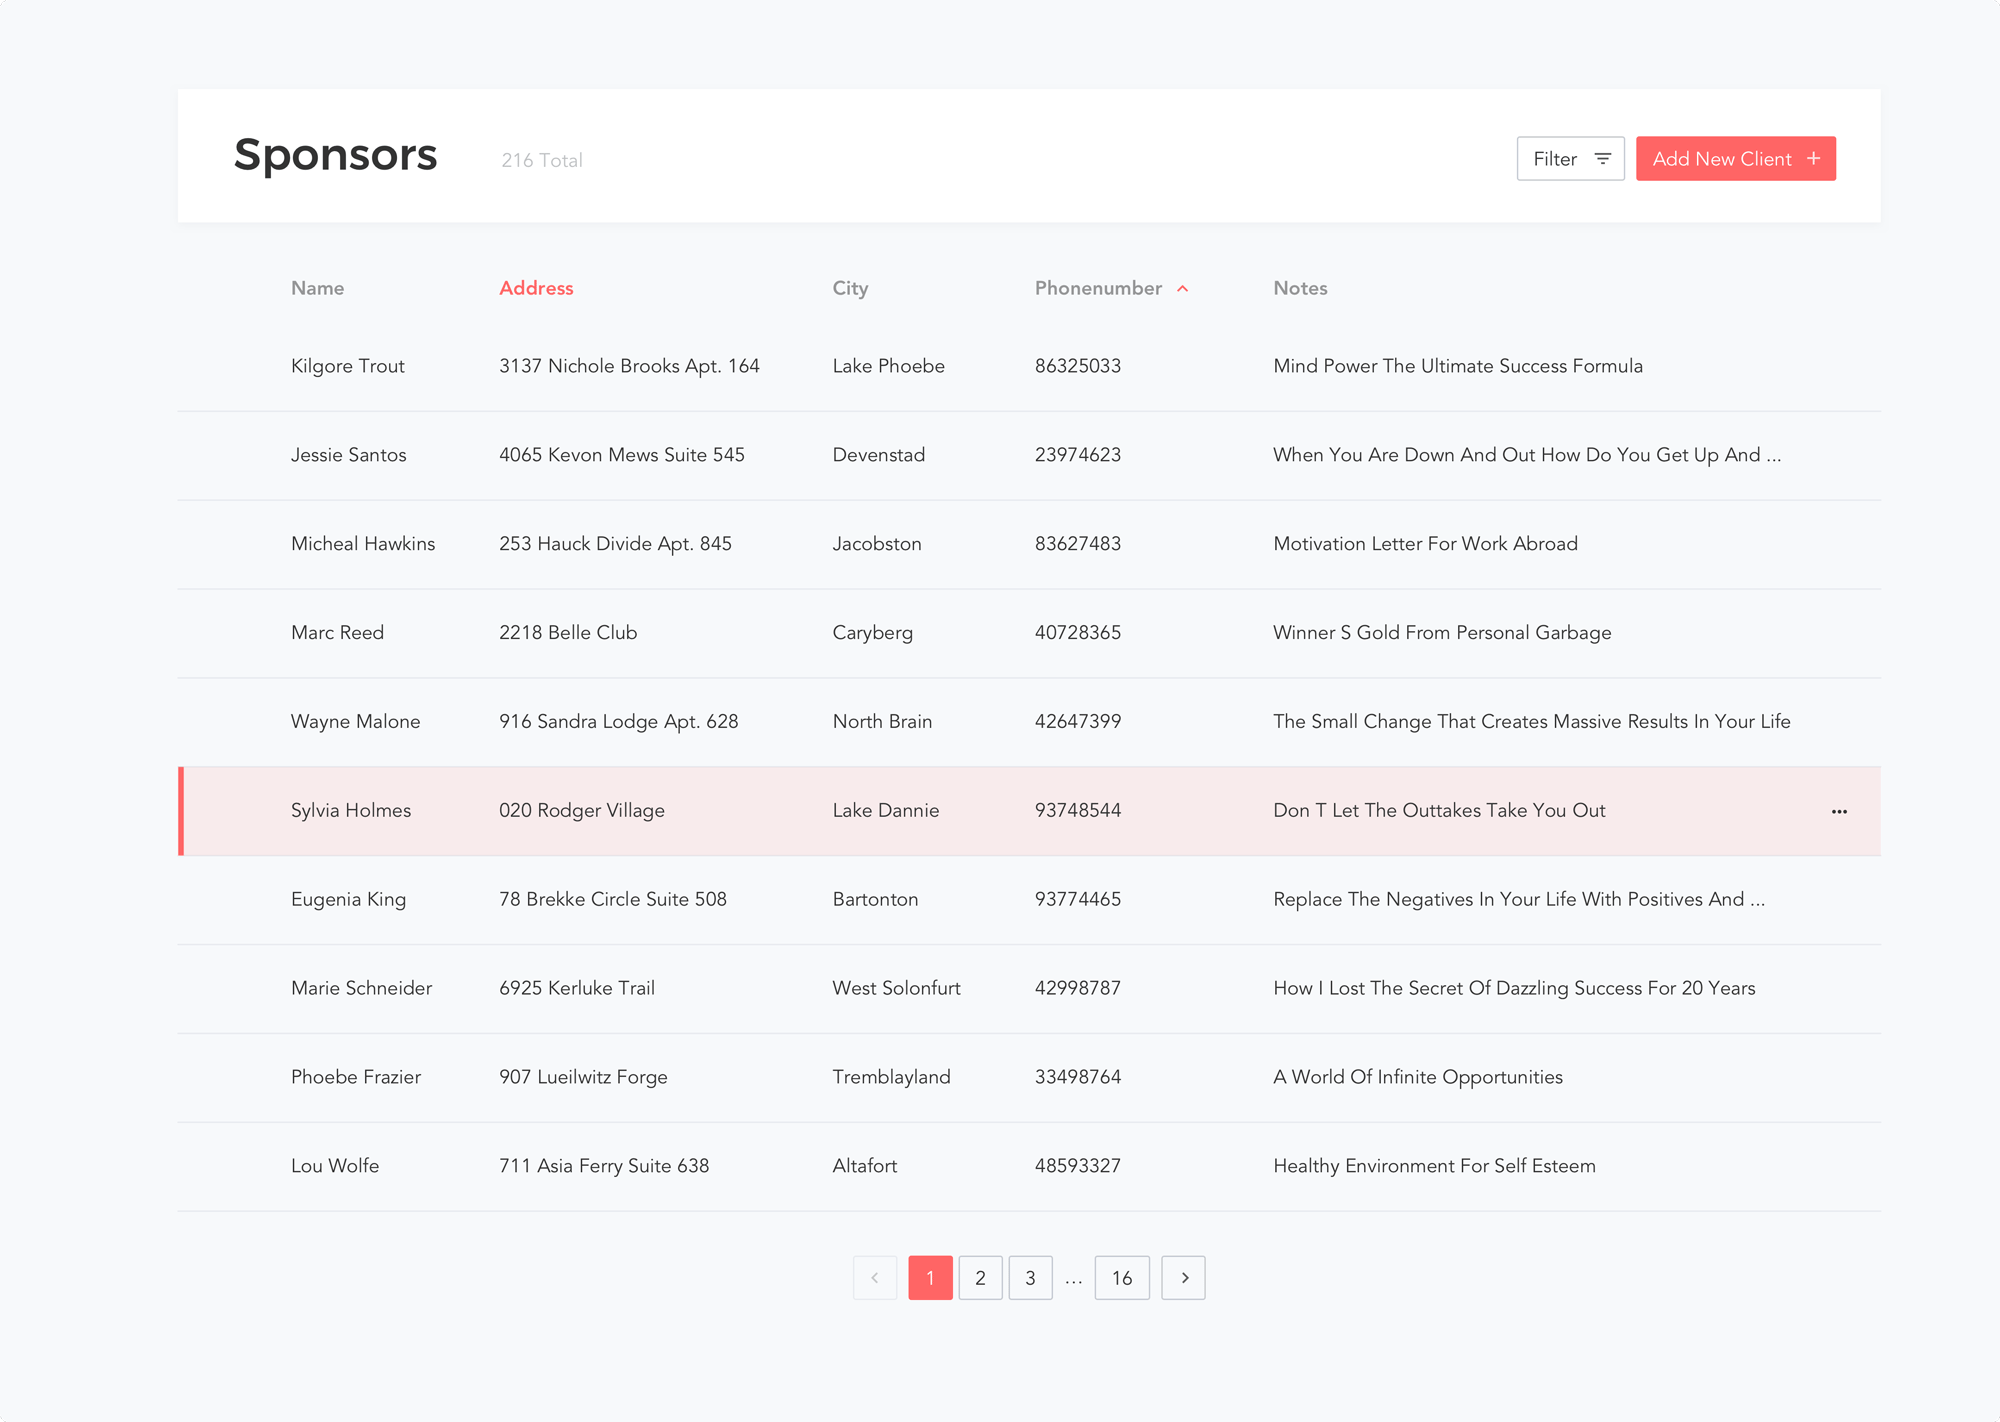 Sponsors 216 Total Filter Add New Client +
Name Address City Phonenumber Notes
Kilgore Trout 3137 Nichole Brooks Apt. 164 Lake Phoebe 86325033 Mind Power The Ultimate Success Formula
Jessie Santos 4065 Kevon Mews Suite 545 Devenstad 23974623 When You Are Down And Out How Do You Get Up And ...
Micheal Hawkins 253 Hauck Divide Apt. 845 Jacobston 83627483 Motivation Letter For Work Abroad
Marc Reed 2218 Belle Club Caryberg 40728365 Winner S Gold From Personal Garbage
Wayne Malone 916 Sandra Lodge Apt. 628 North Brain 42647399 The Small Change That Creates Massive Results In Your Life
Sylvia Holmes 020 Rodger Village Lake Dannie 93748544 Don T Let The Outtakes Take You Out ...
Eugenia King 78 Brekke Circle Suite 508 Bartonton 93774465 Replace The Negatives In Your Life With Positives And ...
Marie Schneider 6925 Kerluke Trail West Solonfurt 42998787 How I Lost The Secret Of Dazzling Success For 20 Years
Phoebe Frazier 907 Lueilwitz Forge Tremblayland 33498764 A World Of Infinite Opportunities
Lou Wolfe 711 Asia Ferry Suite 638 Altafort 48593327 Healthy Environment For Self Esteem
< 1 2 3 ... 16 >